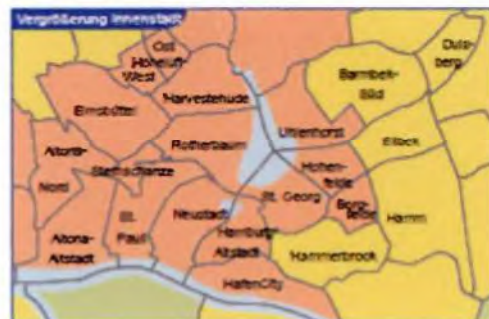 Vergrößerung Innenstadt
Ost
Hoheluft-
West
Duls-
berg
Barmbek-
Süd
Eimsbüttel
Harvestehude
Uhlenhorst
Eilbek
Rotherbaum
Altona-
Nord
Sternschanze
Hohen-
felde
St. Georg
Borg-
felde
Hamm
St.
Pauli
Neustadt
Hamburg-
Altstadt
Altona-
Altstadt
Hammerbrook
HafenCity